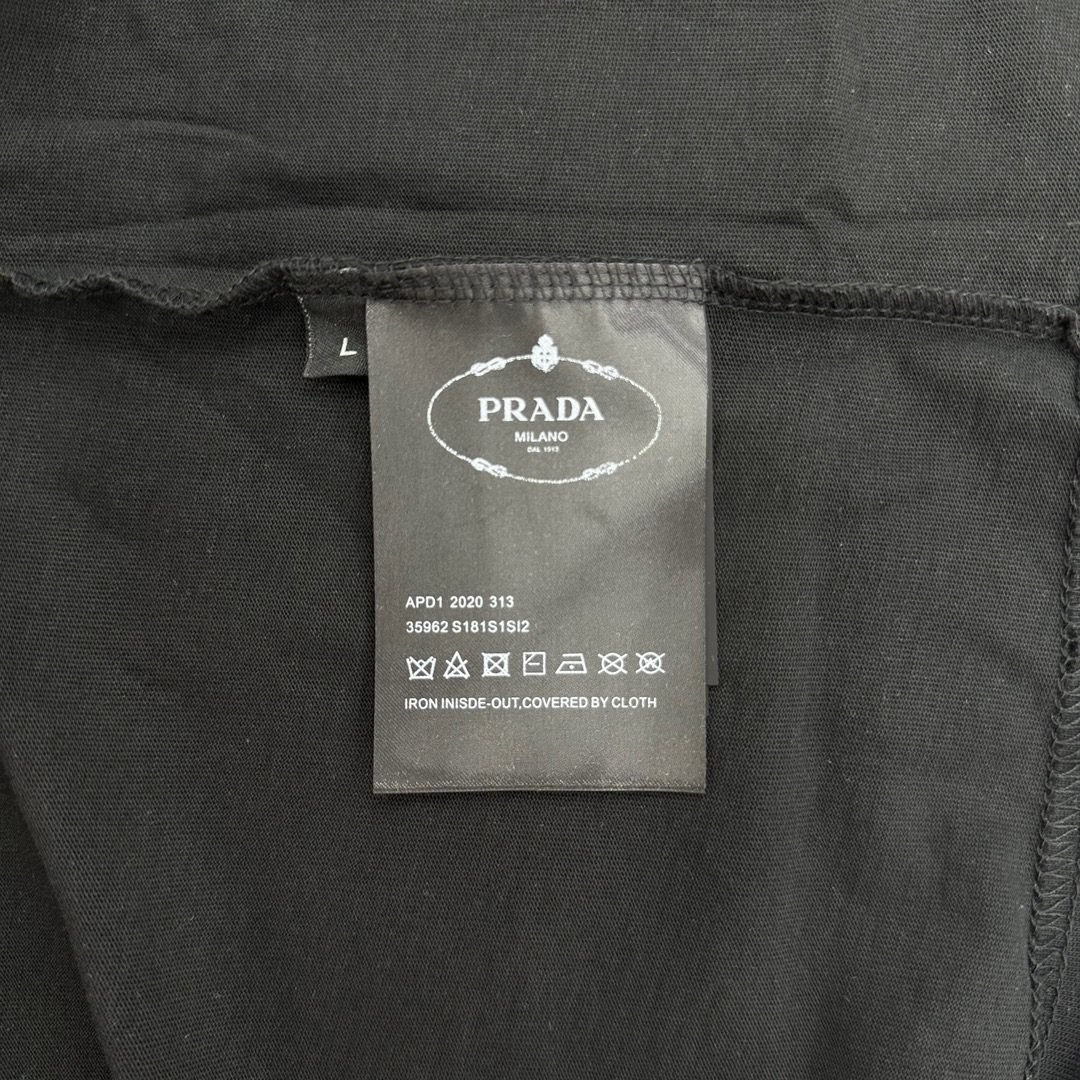 L
PRADA
MILANO
DAL 1913
APD1 2020 313
35962 S181S1SI2
IRON INISDE-OUT,COVERED BY CLOTH